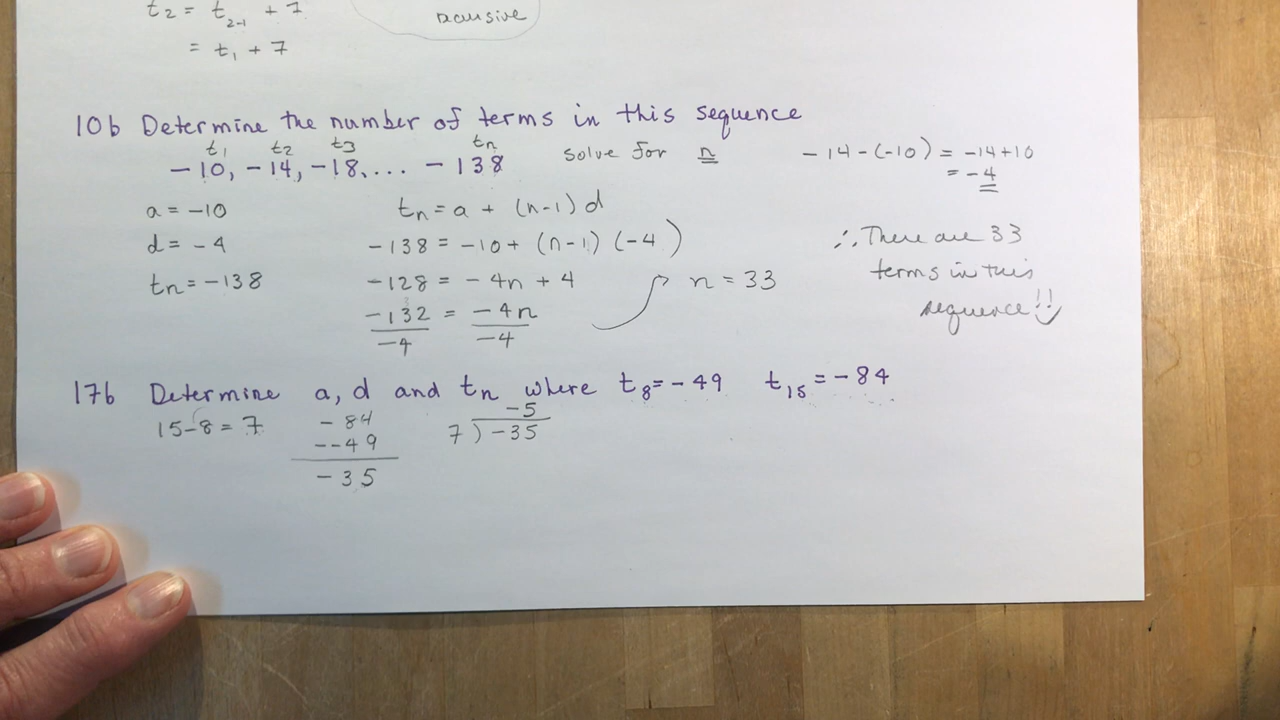 t₂ = t₂₋₁ + 7
= t₁ + 7
recursive
10b Determine the number of terms in this sequence
t₁ t₂ t₃ tn
-10, -14, -18, ... -138
solve for n
-14-(-10) = -14+10
= -4
a = -10
d = -4
tn = -138
tn = a + (n-1) d
-138 = -10 + (n-1) (-4)
-128 = -4n + 4
-132 = -4n
-4 -4
n = 33
∴ There are 33
terms in this
sequence!!
17b Determine a, d and tn where t₈ = -49 t₁₅ = -84
15-8 = 7
-84
--49
-35
-5
7)-35